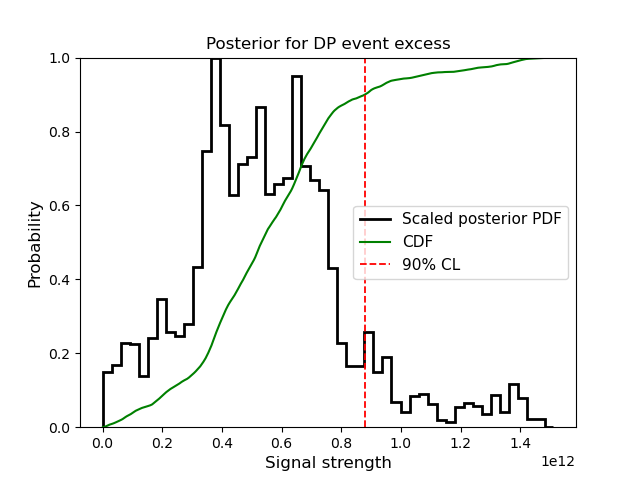 Posterior for DP event excess
1.0
0.8
0.6
0.4
0.2
0.0
Probability
Scaled posterior PDF
CDF
90% CL
0.0 0.2 0.4 0.6 0.8 1.0 1.2 1.4
1e12
Signal strength